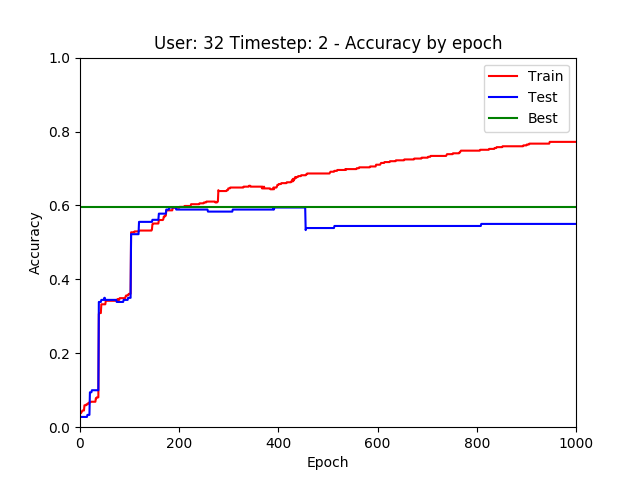 User: 32 Timestep: 2 - Accuracy by epoch
1.0
0.8
0.6
0.4
0.2
0.0
Accuracy
Train
Test
Best
0 200 400 600 800 1000
Epoch